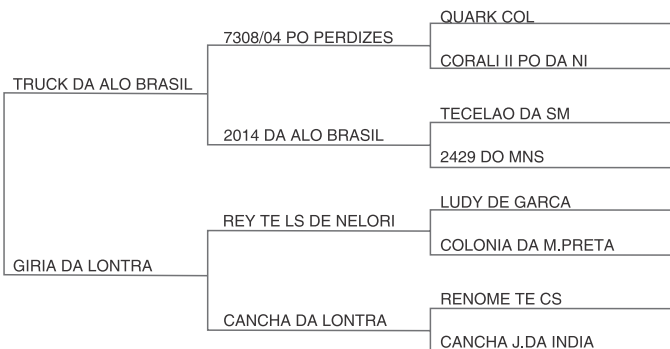 QUARK COL
7308/04 PO PERDIZES
CORALI II PO DA NI
TRUCK DA ALO BRASIL
TECELAO DA SM
2014 DA ALO BRASIL
2429 DO MNS
LUDY DE GARCA
REY TE LS DE NELORI
COLONIA DA M.PRETA
GIRIA DA LONTRA
RENOME TE CS
CANCHA DA LONTRA
CANCHA J.DA INDIA